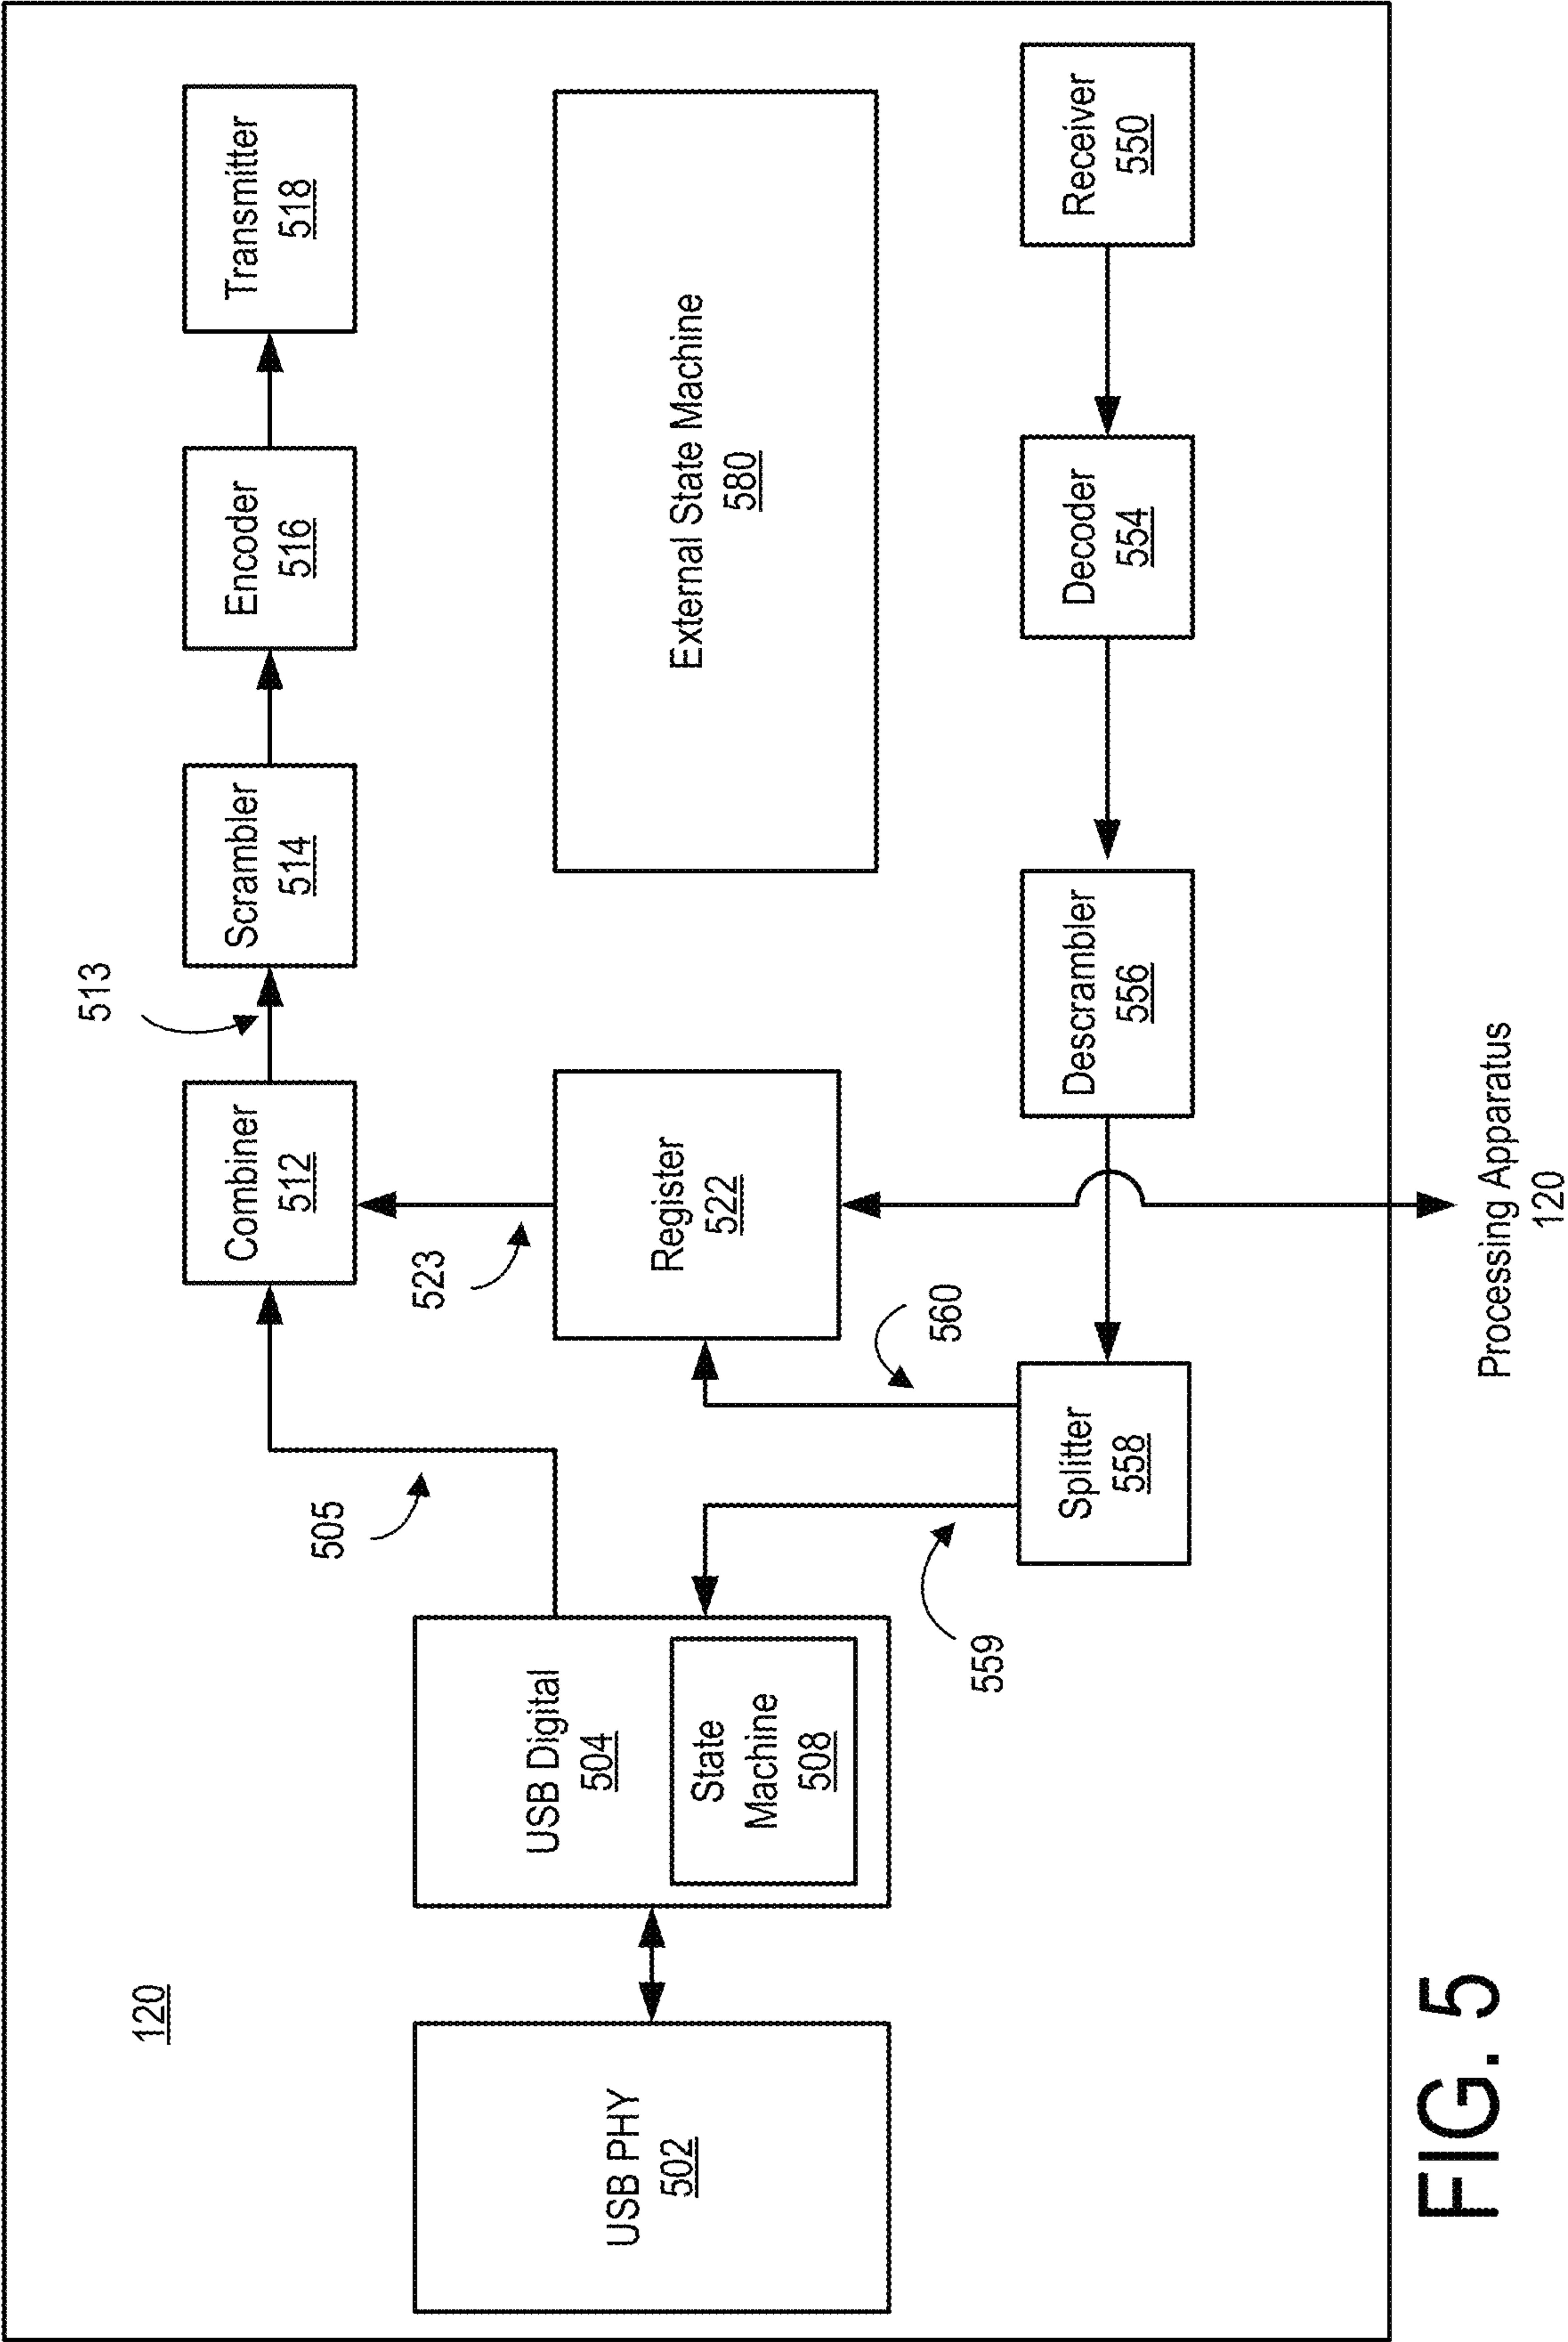 120
USB PHY
502
USB Digital
504
State
Machine
508
505
Combiner
512
513
Scrambler
514
Encoder
516
Transmitter
518
523
Register
522
External State Machine
580
559
560
Splitter
558
Descrambler
556
Decoder
554
Receiver
550
Processing Apparatus
120
FIG. 5